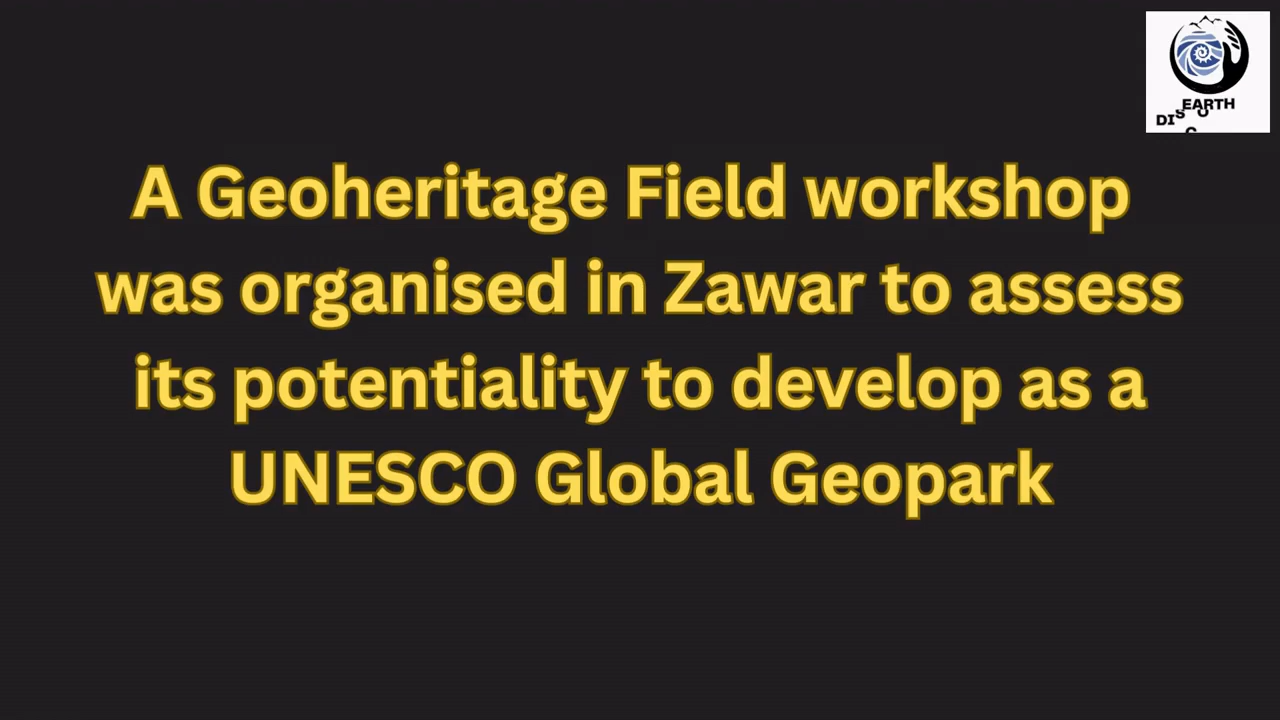 EARTH
A Geoheritage Field workshop
was organised in Zawar to assess
its potentiality to develop as a
UNESCO Global Geopark